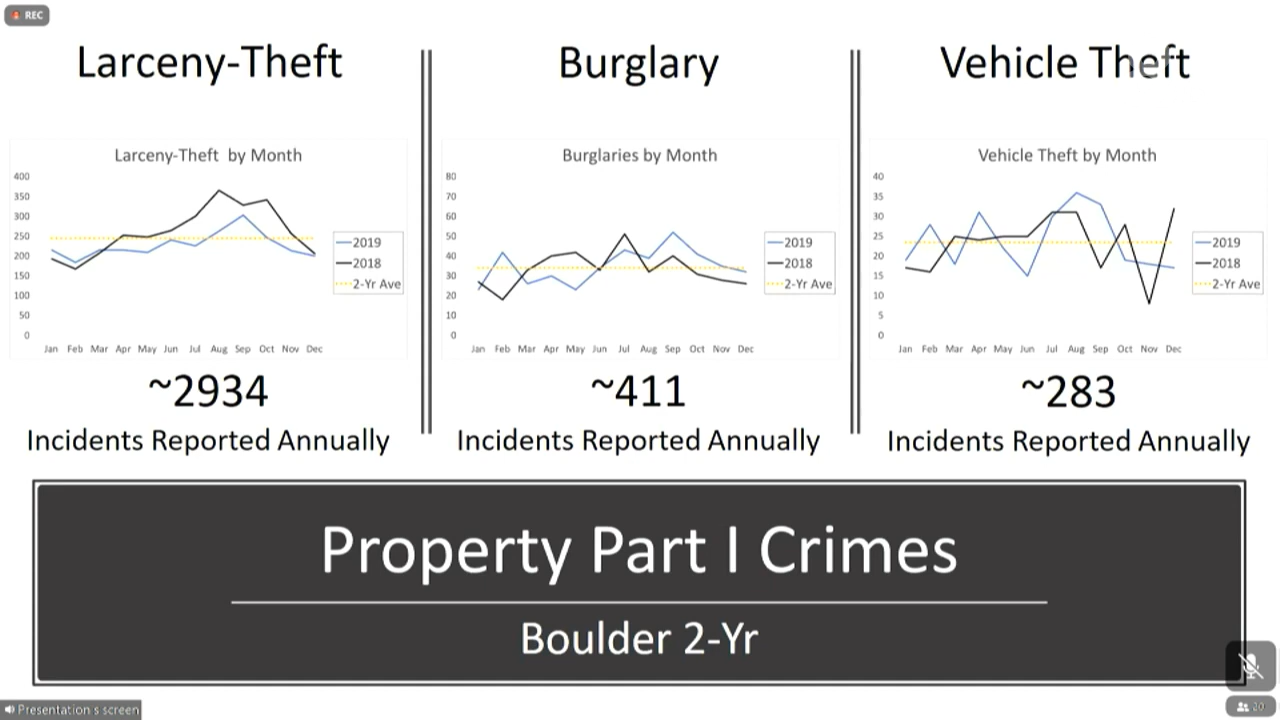 REC
Larceny-Theft
Burglary
Vehicle Theft
Larceny-Theft by Month
400
350
300
250
200
150
100
50
0
Jan Feb Mar Apr May Jun Jul Aug Sep Oct Nov Dec
2019
2018
2-Yr Ave
Burglaries by Month
80
70
60
50
40
30
20
10
0
Jan Feb Mar Apr May Jun Jul Aug Sep Oct Nov Dec
2019
2018
2-Yr Ave
Vehicle Theft by Month
40
35
30
25
20
15
10
5
0
Jan Feb Mar Apr May Jun Jul Aug Sep Oct Nov Dec
2019
2018
2-Yr Ave
~2934
Incidents Reported Annually
~411
Incidents Reported Annually
~283
Incidents Reported Annually
Property Part I Crimes
Boulder 2-Yr
Presentation s screen
20